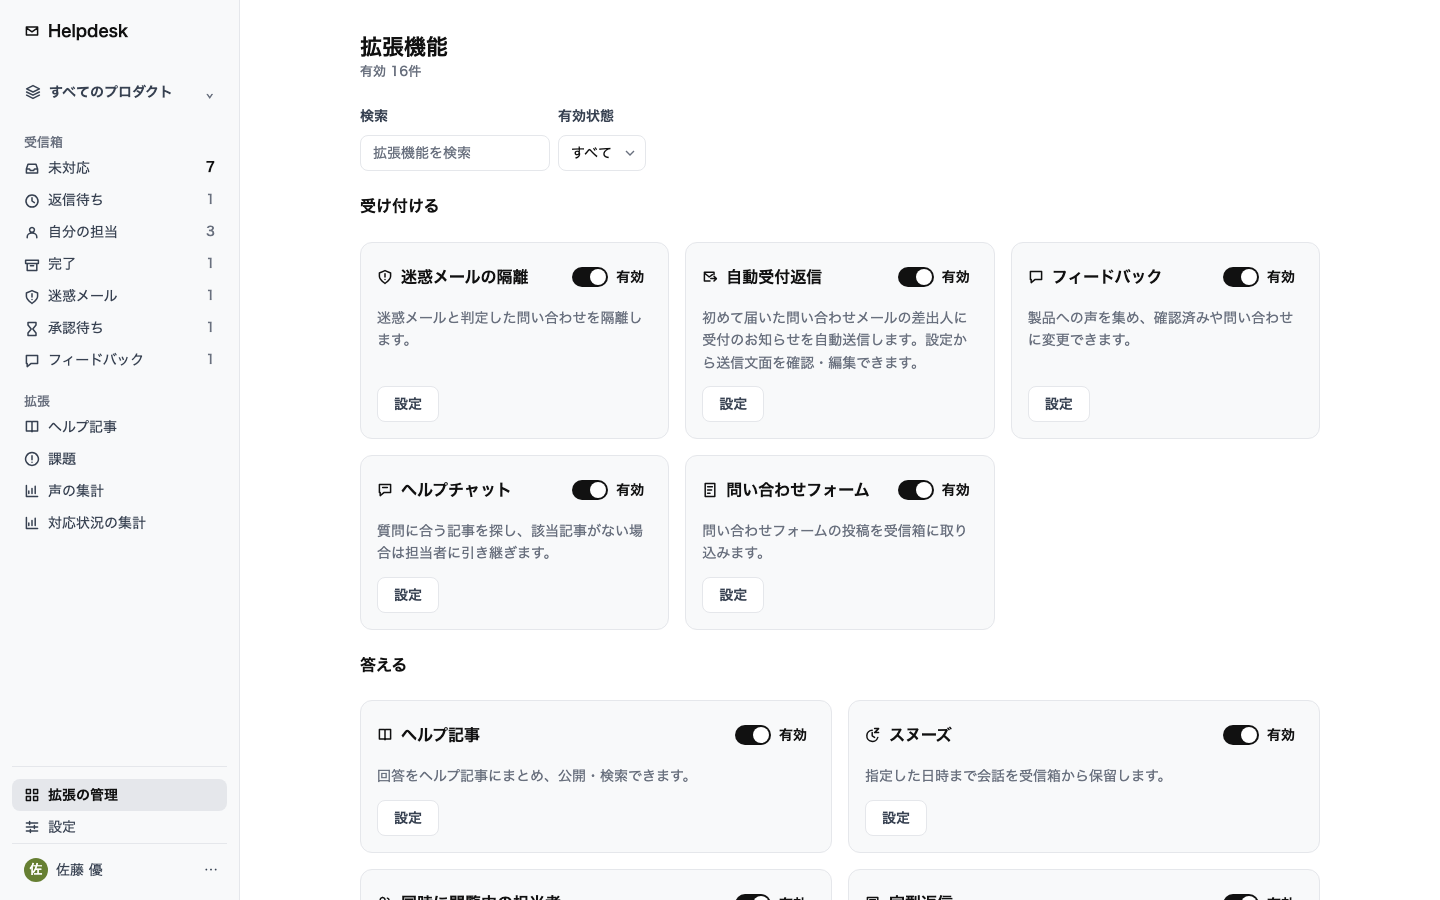 Helpdesk
すべてのプロダクト
受信箱
未対応 7
返信待ち 1
自分の担当 3
完了 1
迷惑メール 1
承認待ち 1
フィードバック 1
拡張
ヘルプ記事
課題
声の集計
対応状況の集計
拡張の管理
設定
佐 佐藤 優 …
拡張機能
有効 16件
検索 有効状態
拡張機能を検索 すべて
受け付ける
迷惑メールの隔離 有効
迷惑メールと判定した問い合わせを隔離し
ます。
設定
自動受付返信 有効
初めて届いた問い合わせメールの差出人に
受付のお知らせを自動送信します。設定か
ら送信文面を確認・編集できます。
設定
フィードバック 有効
製品への声を集め、確認済みや問い合わせ
に変更できます。
設定
ヘルプチャット 有効
質問に合う記事を探し、該当記事がない場
合は担当者に引き継ぎます。
設定
問い合わせフォーム 有効
問い合わせフォームの投稿を受信箱に取り
込みます。
設定
答える
ヘルプ記事 有効
回答をヘルプ記事にまとめ、公開・検索できます。
設定
スヌーズ 有効
指定した日時まで会話を受信箱から保留します。
設定